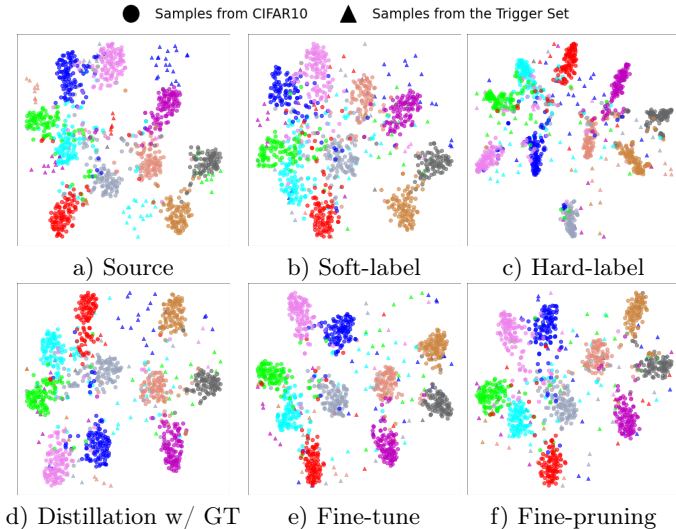 Samples from CIFAR10 Samples from the Trigger Set
a) Source b) Soft-label c) Hard-label
d) Distillation w/ GT e) Fine-tune f) Fine-pruning